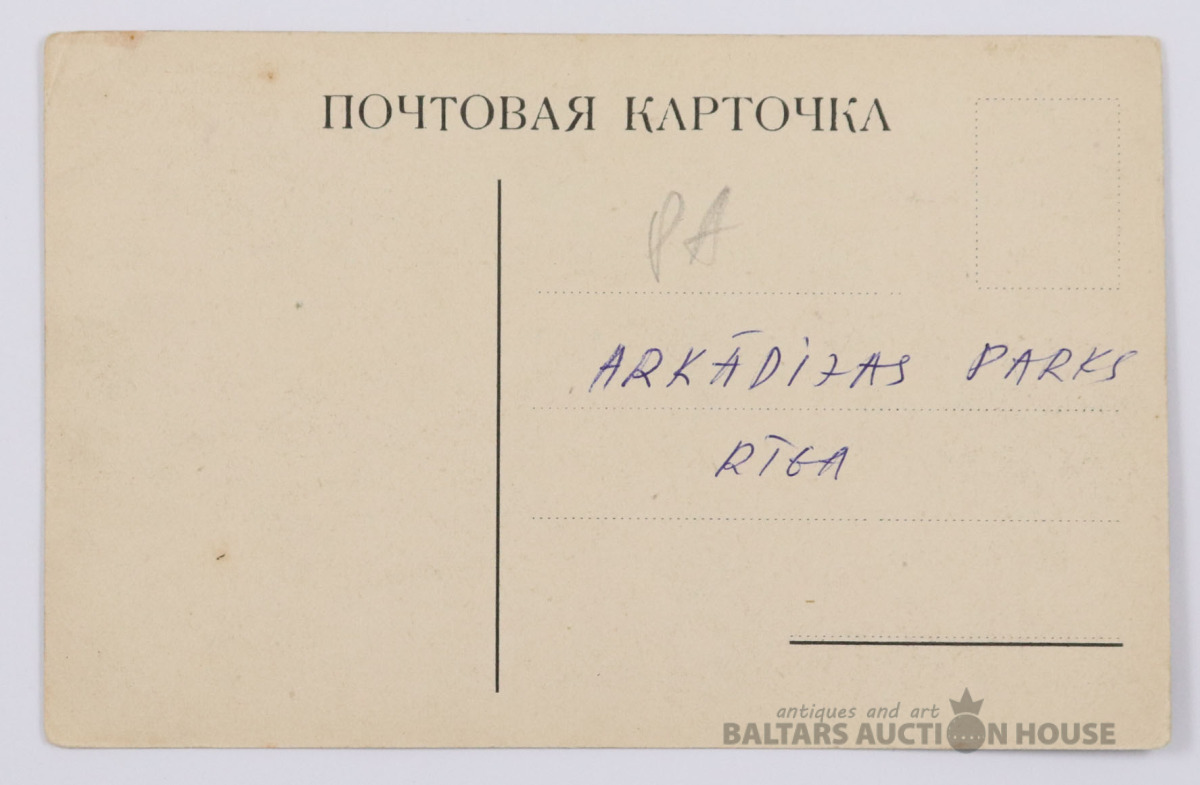 ПОЧТОВАЯ КАРТОЧКА
PA
ARKĀDIJAS PARKS
RĪGA
antiques and art
BALTARS AUCTION HOUSE